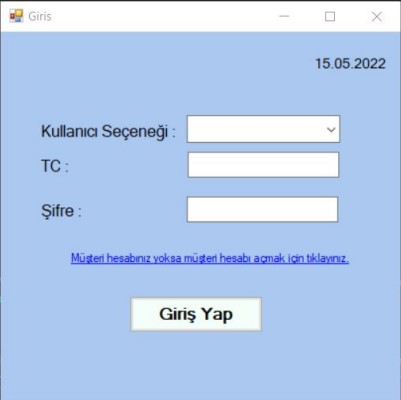 Giris
15.05.2022
Kullanıcı Seçeneği :
TC :
Şifre :
Müşteri hesabınız yoksa müşteri hesabı açmak için tıklayınız.
Giriş Yap